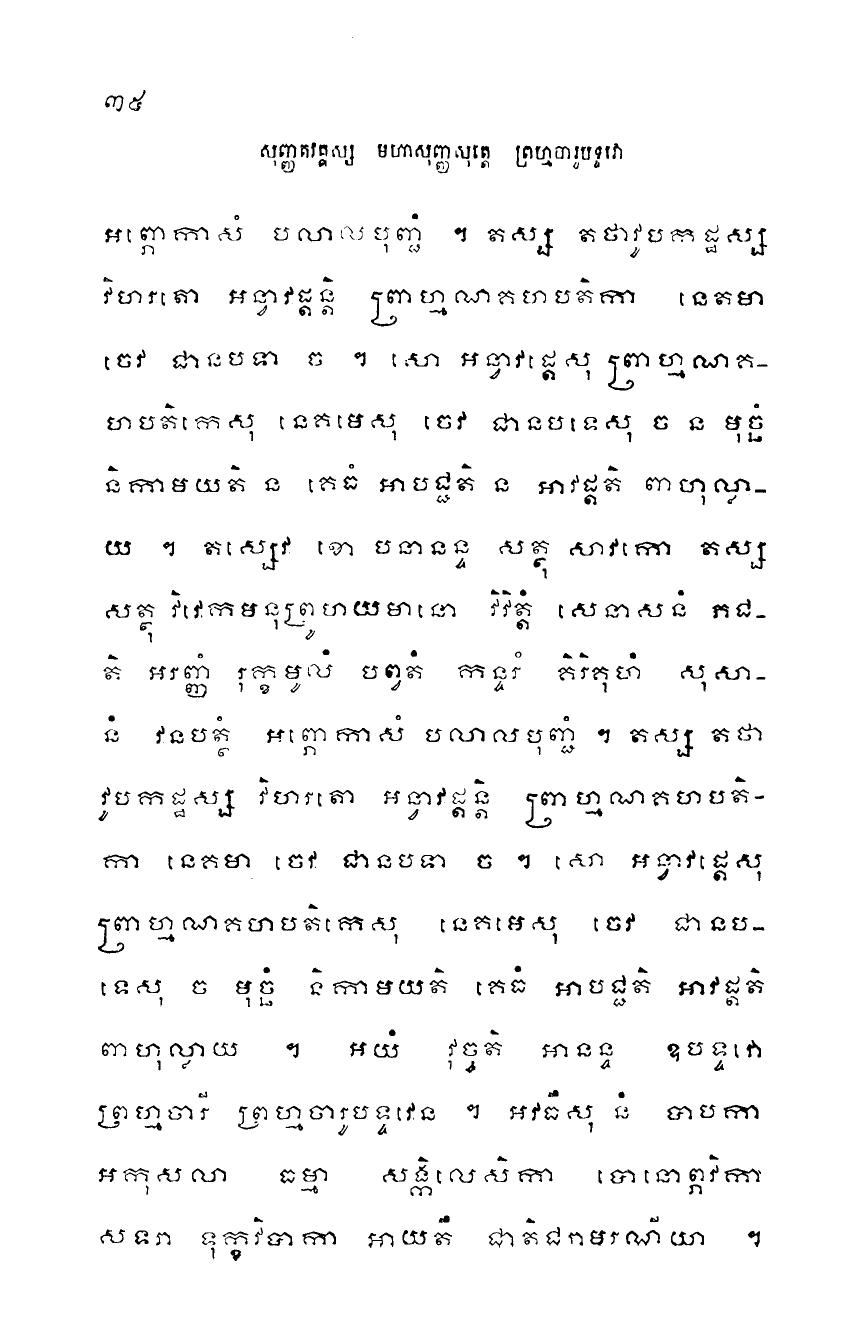 ៣៥
សុញ្ញតវគ្គស្ស មហាសុញ្ញសុត្តេ ព្រហ្មចារូបទ្ទវោ
អព្ភោកាសំ បលាលបុញ្ជំ ។ តស្ស តថាវូបកដ្ឋស្ស
វិហរតោ អន្វាវដ្តន្តិ ព្រាហ្មណគហបតិកា នេគមា
ចេវ ជានបទា ច ។ សោ អន្វាវដ្តេសុ ព្រាហ្មណគ-
ហបតិកេសុ នេគមេសុ ចេវ ជានបទេសុ ច ន មុច្ឆំ
និកាមយតិ ន គេធំ អាបជ្ជតិ ន អាវដ្តតិ ពាហុល្លា-
យ ។ តស្សេវ ខោ បនានន្ទ សត្ថុ សាវកោ តស្ស
សត្ថុ វិវេកមនុព្រូហយមានោ វិវិត្តំ សេនាសនំ ភជ-
តិ អរញ្ញំ រុក្ខមូលំ បព្វតំ កន្ទរំ គិរិគុហំ សុសា-
នំ វនបត្ថំ អព្ភោកាសំ បលាលបុញ្ជំ ។ តស្ស តថា
វូបកដ្ឋស្ស វិហរតោ អន្វាវដ្តន្តិ ព្រាហ្មណគហបតិ-
កា នេគមា ចេវ ជានបទា ច ។ សោ អន្វាវដ្តេសុ
ព្រាហ្មណគហបតិកេសុ នេគមេសុ ចេវ ជានប-
ទេសុ ច មុច្ឆំ និកាមយតិ គេធំ អាបជ្ជតិ អាវដ្តតិ
ពាហុល្លាយ ។ អយំ វុច្ចតិ អានន្ទ ឧបទ្ទវោ
ព្រហ្មចារី ព្រហ្មចារូបទ្ទវេន ។ អវធឹសុ នំ បាបកា
អកុសលា ធម្មា សង្កិលេសិកា បោនោព្ភវិកា
សទរា ទុក្ខវិបាកា អាយតឹ ជាតិជរាមរណីយា ។